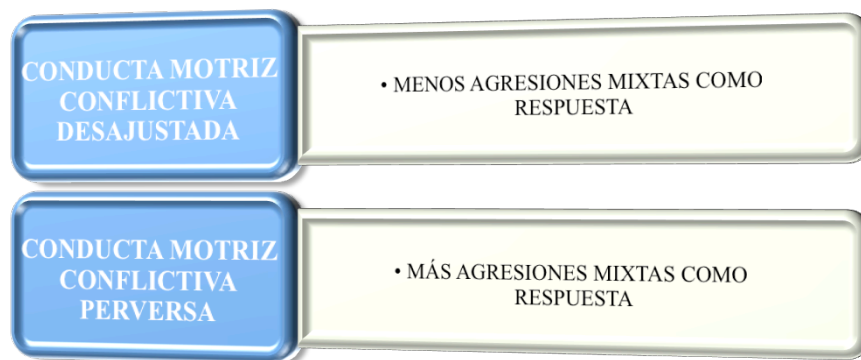 CONDUCTA MOTRIZ
CONFLICTIVA
DESAJUSTADA
• MENOS AGRESIONES MIXTAS COMO
RESPUESTA
CONDUCTA MOTRIZ
CONFLICTIVA
PERVERSA
• MÁS AGRESIONES MIXTAS COMO
RESPUESTA